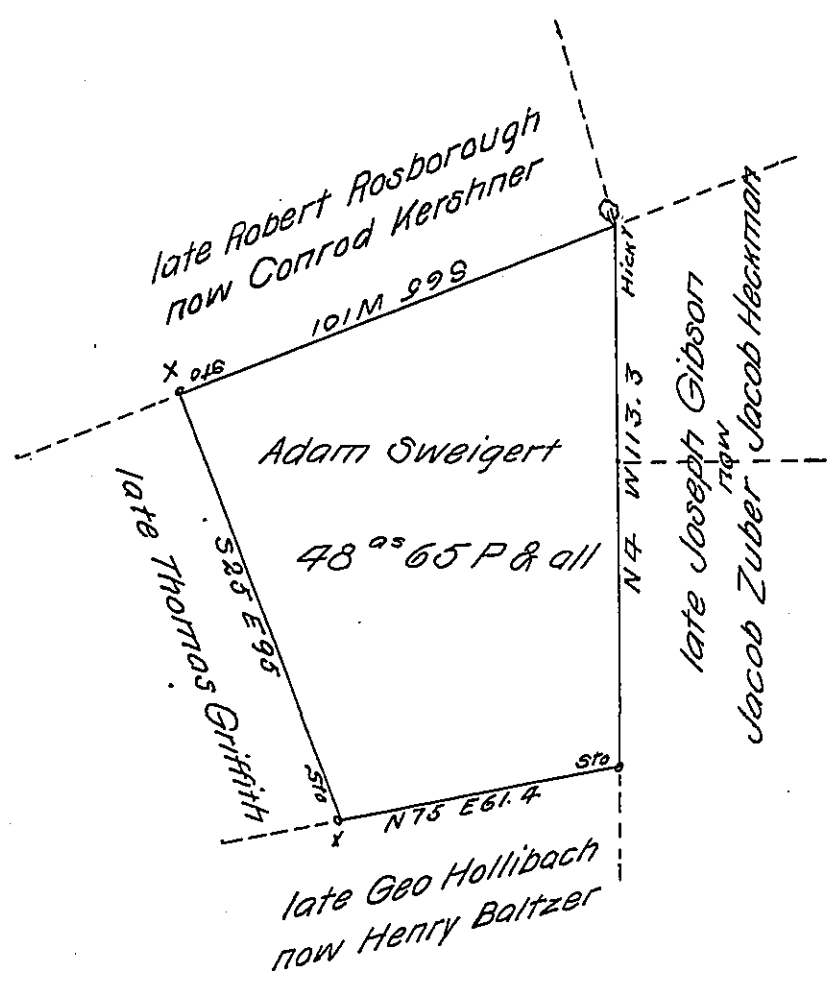 late Robert Rosborough
now Conrod Kershner
S65 W101
Hicky
X Sto
Adam Sweigert
48 as 65 P & all
N4 W113.3
late Joseph Gibson
now
Jacob Zuber Jacob Heckman
S25 E95
late Thomas Griffith
Sto
X
Sto
N75 E61.4
late Geo Hollibach
now Henry Baltzer